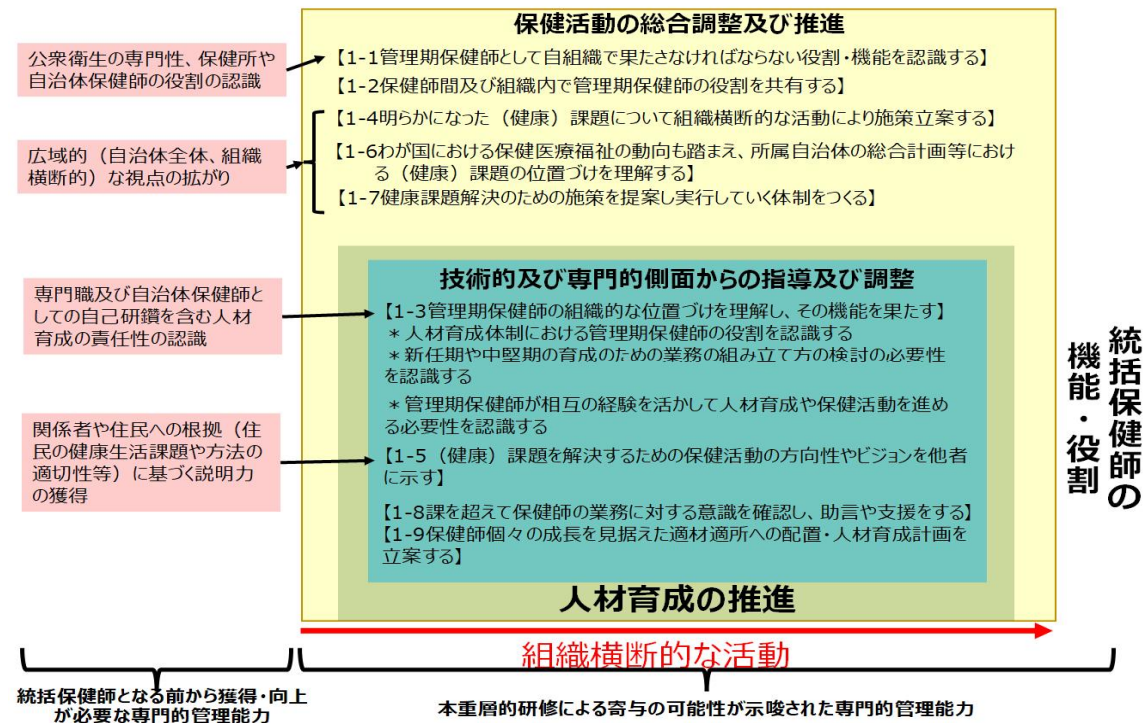 保健活動の総合調整及び推進
公衆衛生の専門性、保健所や
自治体保健師の役割の認識
【1-1管理期保健師として自組織で果たさなければならない役割・機能を認識する】
【1-2保健師間及び組織内で管理期保健師の役割を共有する】
広域的（自治体全体、組織
横断的）な視点の拡がり
【1-4明らかになった（健康）課題について組織横断的な活動により施策立案する】
【1-6わが国における保健医療福祉の動向も踏まえ、所属自治体の総合計画等におけ
る（健康）課題の位置づけを理解する】
【1-7健康課題解決のための施策を提案し実行していく体制をつくる】
技術的及び専門的側面からの指導及び調整
専門職及び自治体保健師と
しての自己研鑽を含む人材
育成の責任性の認識
【1-3管理期保健師の組織的な位置づけを理解し、その機能を果たす】
＊人材育成体制における管理期保健師の役割を認識する
＊新任期や中堅期の育成のための業務の組み立て方の検討の必要性
を認識する
＊管理期保健師が相互の経験を活かして人材育成や保健活動を進め
る必要性を認識する
関係者や住民への根拠（住
民の健康生活課題や方法の
適切性等）に基づく説明力
の獲得
【1-5（健康）課題を解決するための保健活動の方向性やビジョンを他者
に示す】
【1-8課を超えて保健師の業務に対する意識を確認し、助言や支援をする】
【1-9保健師個々の成長を見据えた適材適所への配置・人材育成計画を
立案する】
人材育成の推進
統括保健師の
機能・役割
組織横断的な活動
統括保健師となる前から獲得・向上
が必要な専門的管理能力
本重層的研修による寄与の可能性が示唆された専門的管理能力